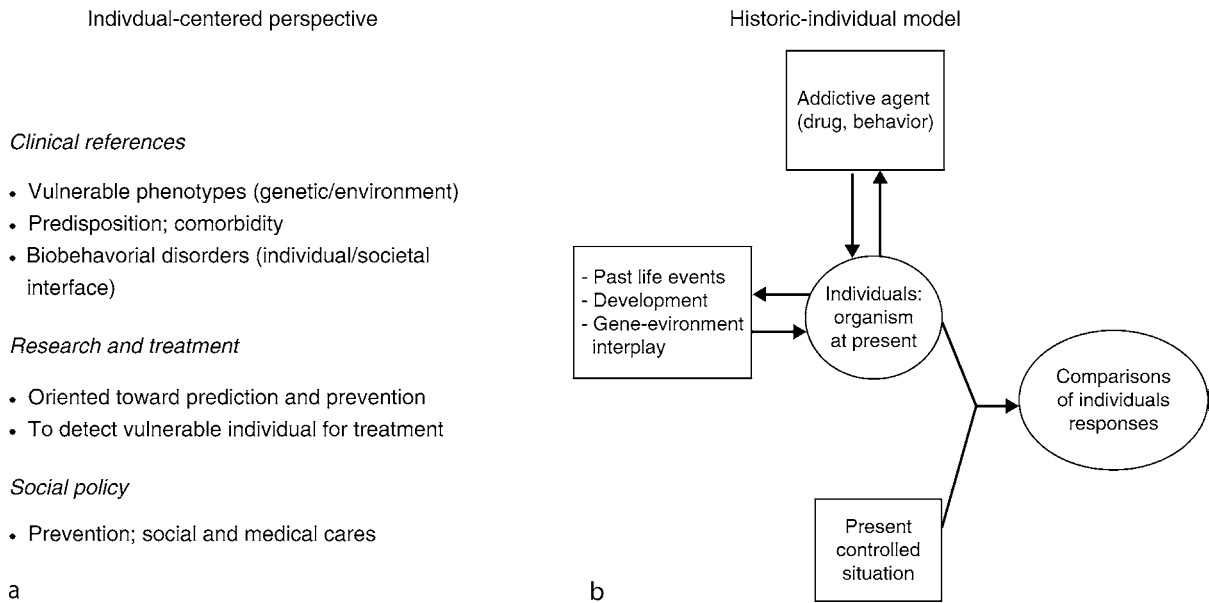 Indivdual-centered perspective
Clinical references
• Vulnerable phenotypes (genetic/environment)
• Predisposition; comorbidity
• Biobehavorial disorders (individual/societal
interface)
Research and treatment
• Oriented toward prediction and prevention
• To detect vulnerable individual for treatment
Social policy
• Prevention; social and medical cares
a
Historic-individual model
Addictive agent
(drug, behavior)
- Past life events
- Development
- Gene-evironment
interplay
Individuals:
organism
at present
Comparisons
of individuals
responses
Present
controlled
situation
b